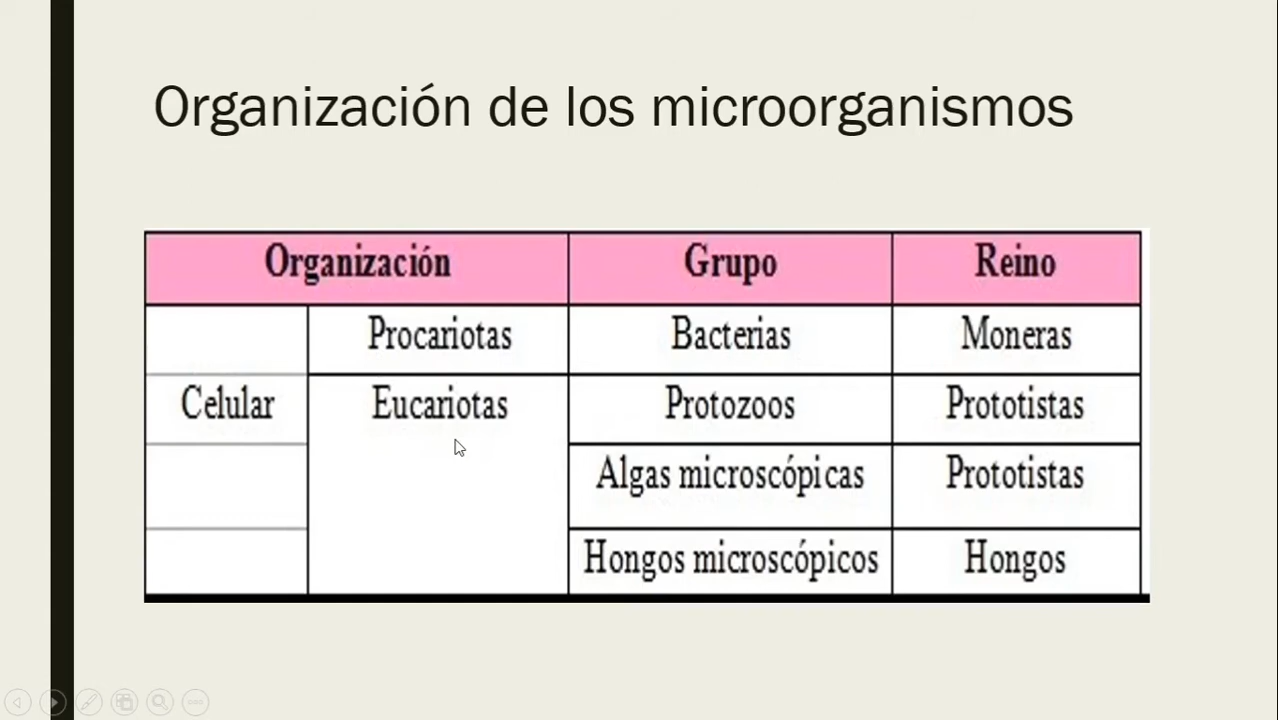 Organización de los microorganismos
Organización Grupo Reino
Procariotas Bacterias Moneras
Celular Eucariotas Protozoos Prototistas
Algas microscópicas Prototistas
Hongos microscópicos Hongos